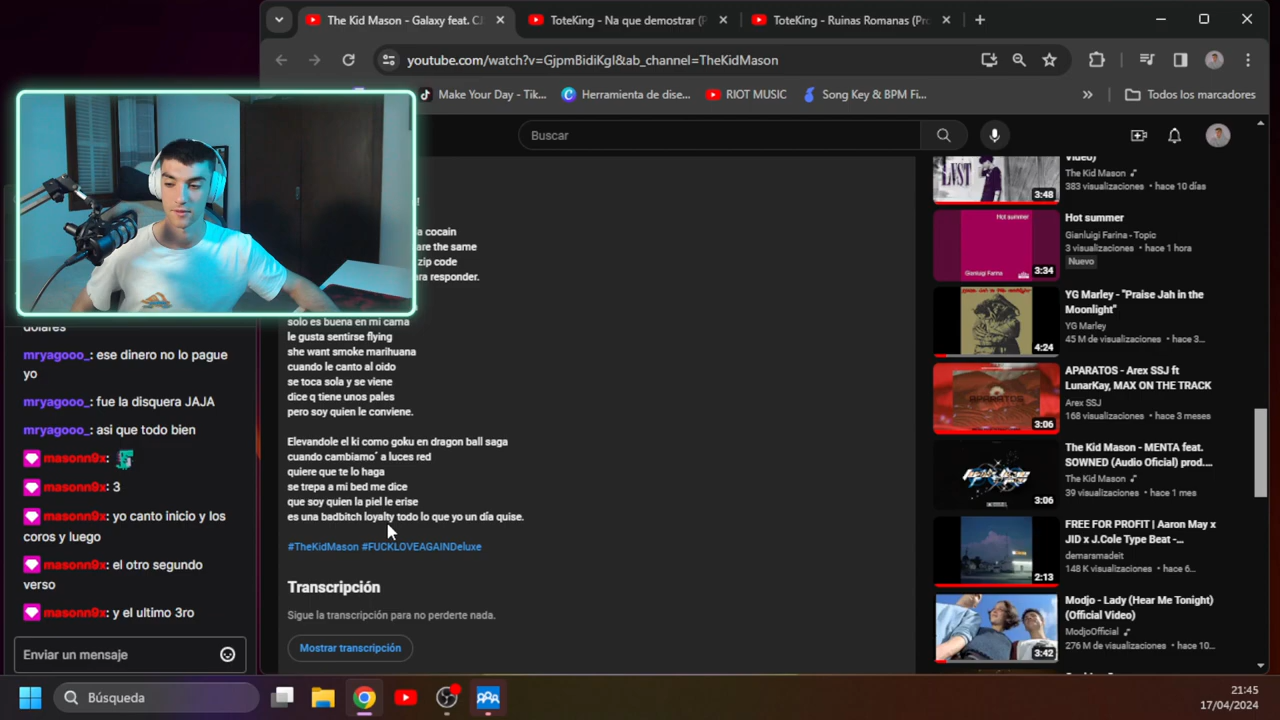 The Kid Mason - Galaxy feat. C
ToteKing - Na que demostrar (P
ToteKing - Ruinas Romanas (Pro
youtube.com/watch?v=GjpmBidiKgI&ab_channel=TheKidMason
Make Your Day - Tik...
Herramienta de dise...
RIOT MUSIC
Song Key & BPM Fi...
Todos los marcadores
Buscar
a cocain
are the same
zip code
ara responder.
solo es buena en mi cama
le gusta sentirse flying
she want smoke marihuana
cuando le canto al oido
se toca sola y se viene
dice q tiene unos pales
pero soy quien le conviene.
Elevandole el ki como goku en dragon ball saga
cuando cambiamo´ a luces red
quiere que te lo haga
se trepa a mi bed me dice
que soy quien la piel le erise
es una badbitch loyalty todo lo que yo un día quise.
#TheKidMason #FUCKLOVEAGAINDeluxe
Transcripción
Sigue la transcripción para no perderte nada.
Mostrar transcripción
dolares
mryagooo_: ese dinero no lo pague
yo
mryagooo_: fue la disquera JAJA
mryagooo_: asi que todo bien
masonn9x:
masonn9x: 3
masonn9x: yo canto inicio y los
coros y luego
masonn9x: el otro segundo
verso
masonn9x: y el ultimo 3ro
Enviar un mensaje
Video)
The Kid Mason
383 visualizaciones • hace 10 días
LVST
3:48
Hot summer
Gianluigi Farina - Topic
3 visualizaciones • hace 1 hora
Nuevo
Hot summer
Gianluigi Farina
3:34
YG Marley - "Praise Jah in the
Moonlight"
YG Marley
45 M de visualizaciones • hace 3...
4:24
APARATOS - Arex SSJ ft
LunarKay, MAX ON THE TRACK
Arex SSJ
168 visualizaciones • hace 3 meses
APARATOS
3:06
The Kid Mason - MENTA feat.
SOWNED (Audio Oficial) prod....
The Kid Mason
39 visualizaciones • hace 1 mes
3:06
FREE FOR PROFIT | Aaron May x
JID x J.Cole Type Beat -...
demarsmadeit
148 K visualizaciones • hace 6...
2:13
Modjo - Lady (Hear Me Tonight)
(Official Video)
ModjoOfficial
102 M de visualizaciones • hace 10...
3:42
Búsqueda
21:45
17/04/2024